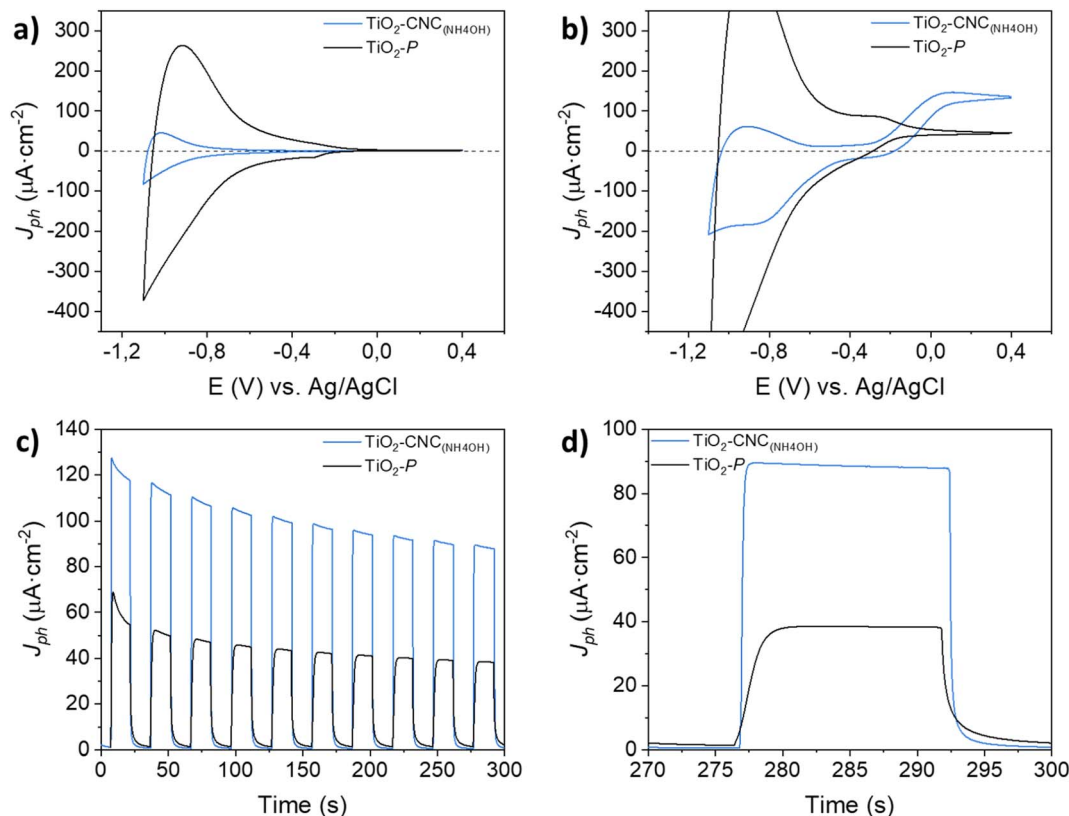 a)
TiO2-CNC(NH4OH)
TiO2-P
300
200
100
0
-100
-200
-300
-400
Jph (μA·cm-2)
-1,2 -0,8 -0,4 0,0 0,4
E (V) vs. Ag/AgCl
b)
TiO2-CNC(NH4OH)
TiO2-P
300
200
100
0
-100
-200
-300
-400
Jph (μA·cm-2)
-1,2 -0,8 -0,4 0,0 0,4
E (V) vs. Ag/AgCl
c)
TiO2-CNC(NH4OH)
TiO2-P
140
120
100
80
60
40
20
0
Jph (μA·cm-2)
0 50 100 150 200 250 300
Time (s)
d)
TiO2-CNC(NH4OH)
TiO2-P
100
80
60
40
20
0
Jph (μA·cm-2)
270 275 280 285 290 295 300
Time (s)